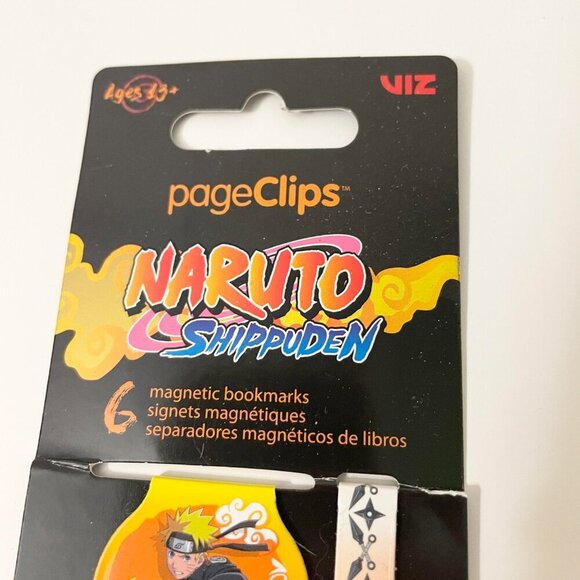 Ages 13+
VIZ
pageClips™
NARUTO
SHIPPUDEN
6
magnetic bookmarks
signets magnétiques
separadores magnéticos de libros